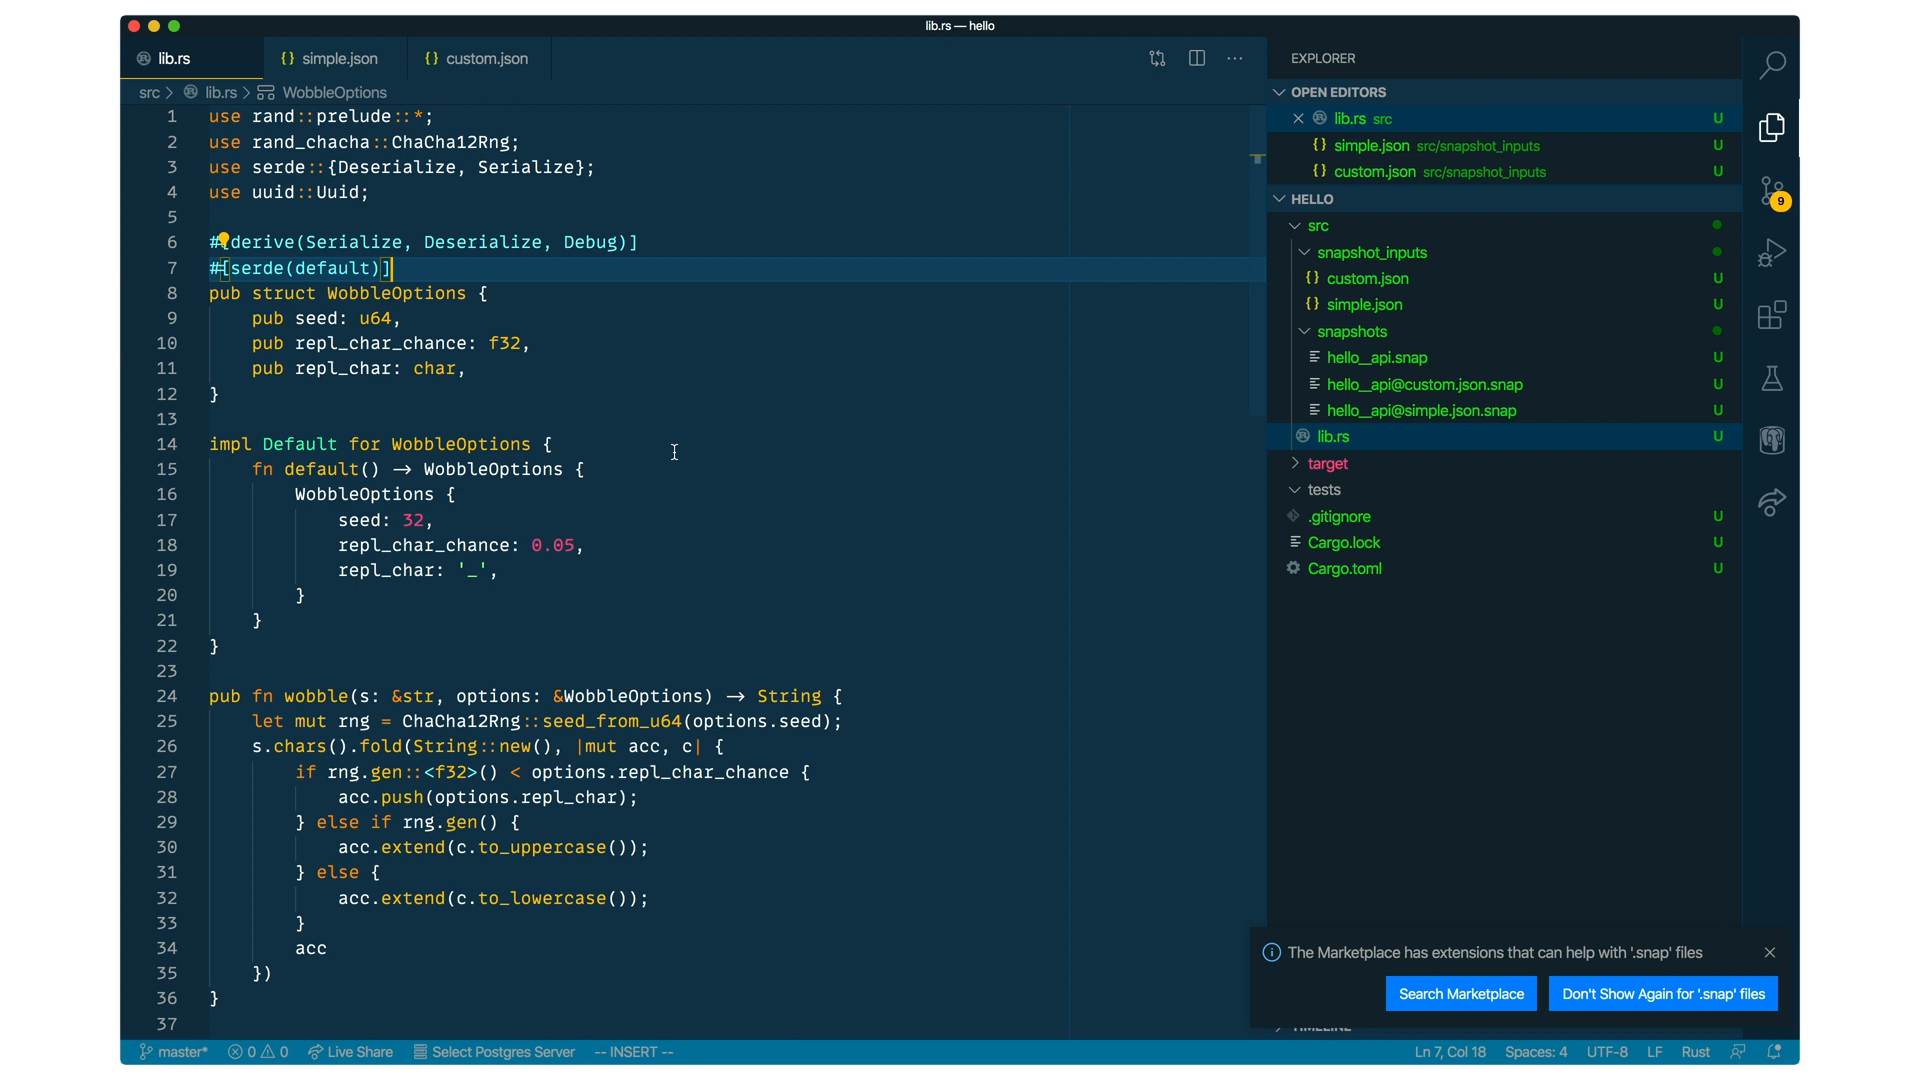 lib.rs — hello
lib.rs
{} simple.json
{} custom.json
src > lib.rs > WobbleOptions
1 use rand::prelude::*;
2 use rand_chacha::ChaCha12Rng;
3 use serde::{Deserialize, Serialize};
4 use uuid::Uuid;
5
6 #[derive(Serialize, Deserialize, Debug)]
7 #[serde(default)]
8 pub struct WobbleOptions {
9     pub seed: u64,
10     pub repl_char_chance: f32,
11     pub repl_char: char,
12 }
13
14 impl Default for WobbleOptions {
15     fn default() → WobbleOptions {
16         WobbleOptions {
17             seed: 32,
18             repl_char_chance: 0.05,
19             repl_char: '_',
20         }
21     }
22 }
23
24 pub fn wobble(s: &str, options: &WobbleOptions) → String {
25     let mut rng = ChaCha12Rng::seed_from_u64(options.seed);
26     s.chars().fold(String::new(), |mut acc, c| {
27         if rng.gen::<f32>() < options.repl_char_chance {
28             acc.push(options.repl_char);
29         } else if rng.gen() {
30             acc.extend(c.to_uppercase());
31         } else {
32             acc.extend(c.to_lowercase());
33         }
34         acc
35     })
36 }
37
EXPLORER
OPEN EDITORS
lib.rs src U
{} simple.json src/snapshot_inputs U
{} custom.json src/snapshot_inputs U
HELLO
src
snapshot_inputs
{} custom.json U
{} simple.json U
snapshots
hello__api.snap U
hello__api@custom.json.snap U
hello__api@simple.json.snap U
lib.rs U
target
tests
.gitignore U
Cargo.lock U
Cargo.toml U
9
The Marketplace has extensions that can help with '.snap' files
Search Marketplace
Don't Show Again for '.snap' files
TIMELINE
master* 0 0 Live Share Select Postgres Server -- INSERT --
Ln 7, Col 18 Spaces: 4 UTF-8 LF Rust